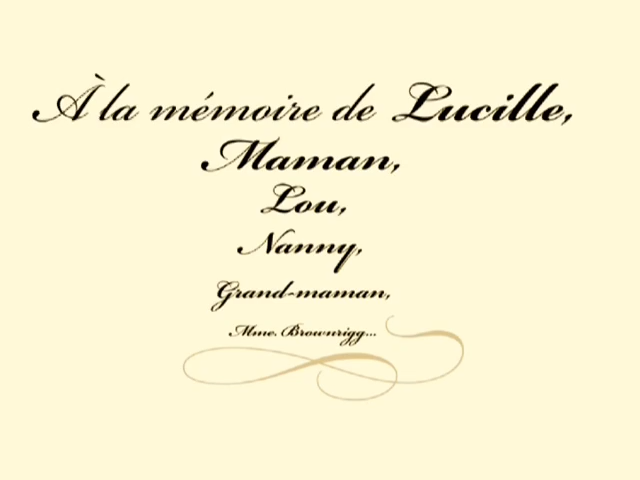 À la mémoire de Lucille,
Maman,
Lou,
Nanny,
Grand-maman,
Mme. Brownrigg...